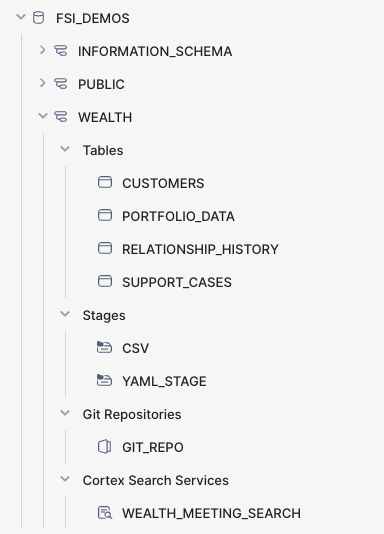 FSI_DEMOS
INFORMATION_SCHEMA
PUBLIC
WEALTH
Tables
CUSTOMERS
PORTFOLIO_DATA
RELATIONSHIP_HISTORY
SUPPORT_CASES
Stages
CSV
YAML_STAGE
Git Repositories
GIT_REPO
Cortex Search Services
WEALTH_MEETING_SEARCH